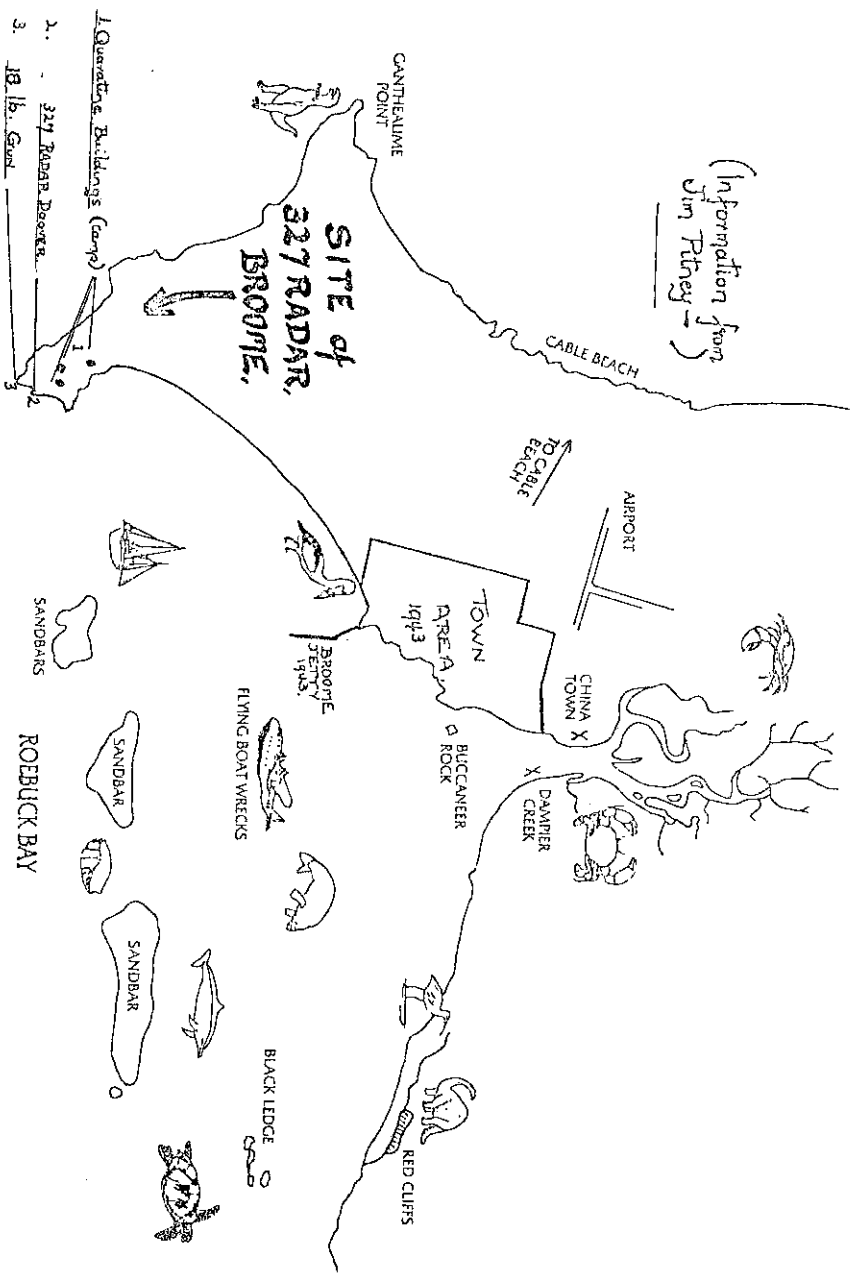 (Information from
Jim Pitney - )
GANTHEAUME
POINT
CABLE BEACH
TO CABLE
BEACH
AIRPORT
SITE of
327 RADAR,
BROOME.
TOWN
AREA
1943
CHINA
TOWN X
X DAMPIER
CREEK
BUCCANEER
ROCK
BROOME
JETTY
1943.
FLYING BOAT WRECKS
RED CLIFFS
BLACK LEDGE
SANDBARS
SANDBAR
SANDBAR
ROEBUCK BAY
1. Quaratine Buildings (camp)
2. - 327 RADAR DOOVER
3. 18 lb. GUN
1
2
3